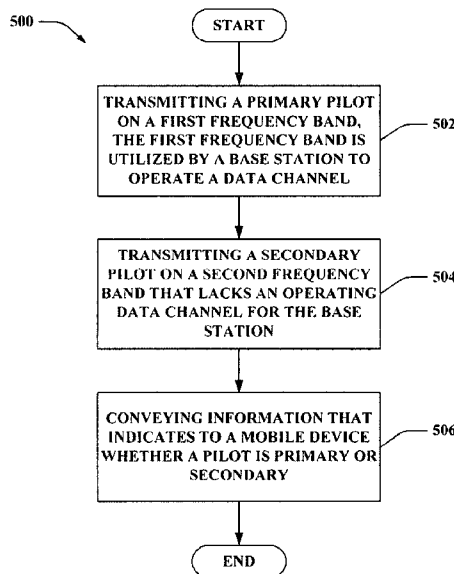 500
START
TRANSMITTING A PRIMARY PILOT
ON A FIRST FREQUENCY BAND,
THE FIRST FREQUENCY BAND IS
UTILIZED BY A BASE STATION TO
OPERATE A DATA CHANNEL
502
TRANSMITTING A SECONDARY
PILOT ON A SECOND FREQUENCY
BAND THAT LACKS AN OPERATING
DATA CHANNEL FOR THE BASE
STATION
504
CONVEYING INFORMATION THAT
INDICATES TO A MOBILE DEVICE
WHETHER A PILOT IS PRIMARY OR
SECONDARY
506
END